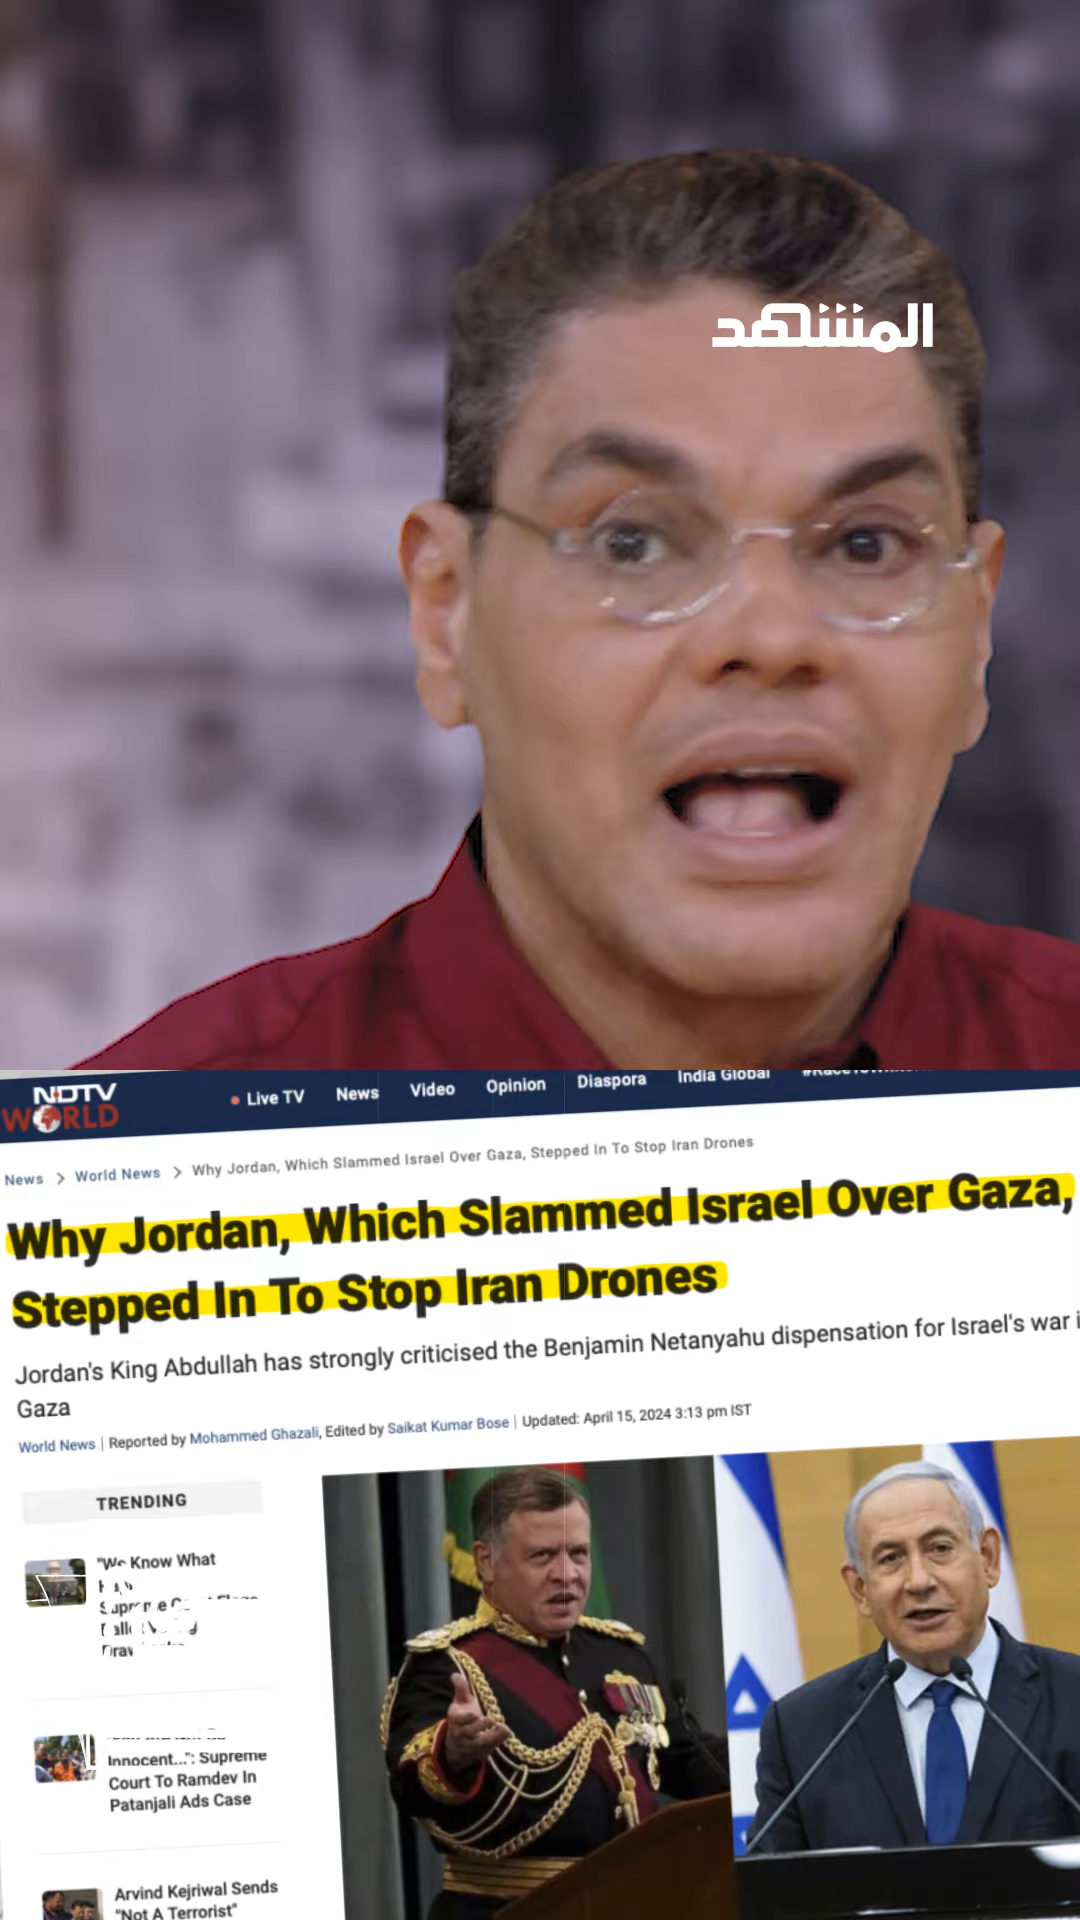 المشهد
NDTV
WORLD
Live TV News Video Opinion Diaspora India Global
News > World News > Why Jordan, Which Slammed Israel Over Gaza, Stepped In To Stop Iran Drones
Why Jordan, Which Slammed Israel Over Gaza,
Stepped In To Stop Iran Drones
Jordan's King Abdullah has strongly criticised the Benjamin Netanyahu dispensation for Israel's war
Gaza
World News | Reported by Mohammed Ghazali, Edited by Saikat Kumar Bose | Updated: April 15, 2024 3:13 pm IST
TRENDING
"We Know What
Innocent...": Supreme
Court To Ramdev In
Patanjali Ads Case
Arvind Kejriwal Sends
"Not A Terrorist"